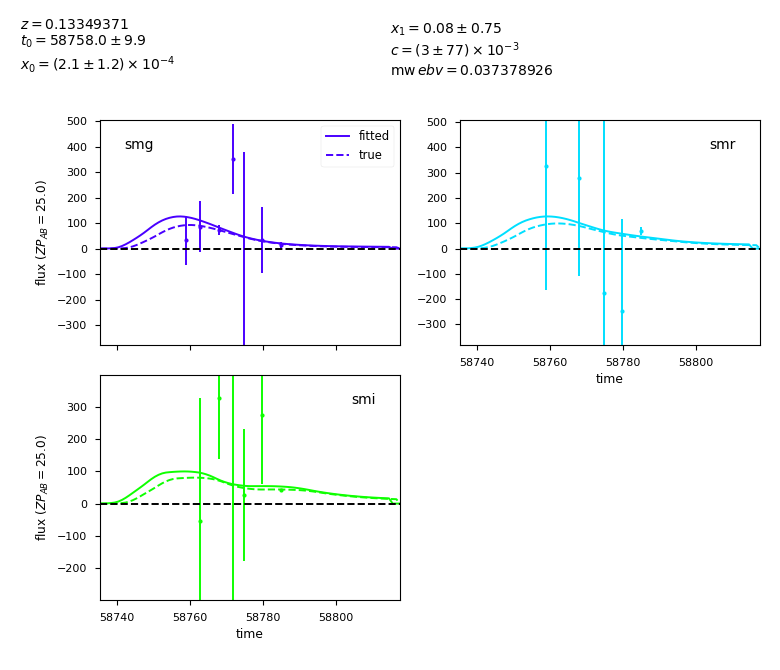 z = 0.13349371
t₀ = 58758.0 ± 9.9
x₀ = (2.1 ± 1.2) × 10⁻⁴
x₁ = 0.08 ± 0.75
c = (3 ± 77) × 10⁻³
mw ebv = 0.037378926
500
400
300
200
100
0
−100
−200
−300
flux (ZP_AB = 25.0)
smg
fitted
true
500
400
300
200
100
0
−100
−200
−300
smr
58740 58760 58780 58800
time
300
200
100
0
−100
−200
flux (ZP_AB = 25.0)
smi
58740 58760 58780 58800
time